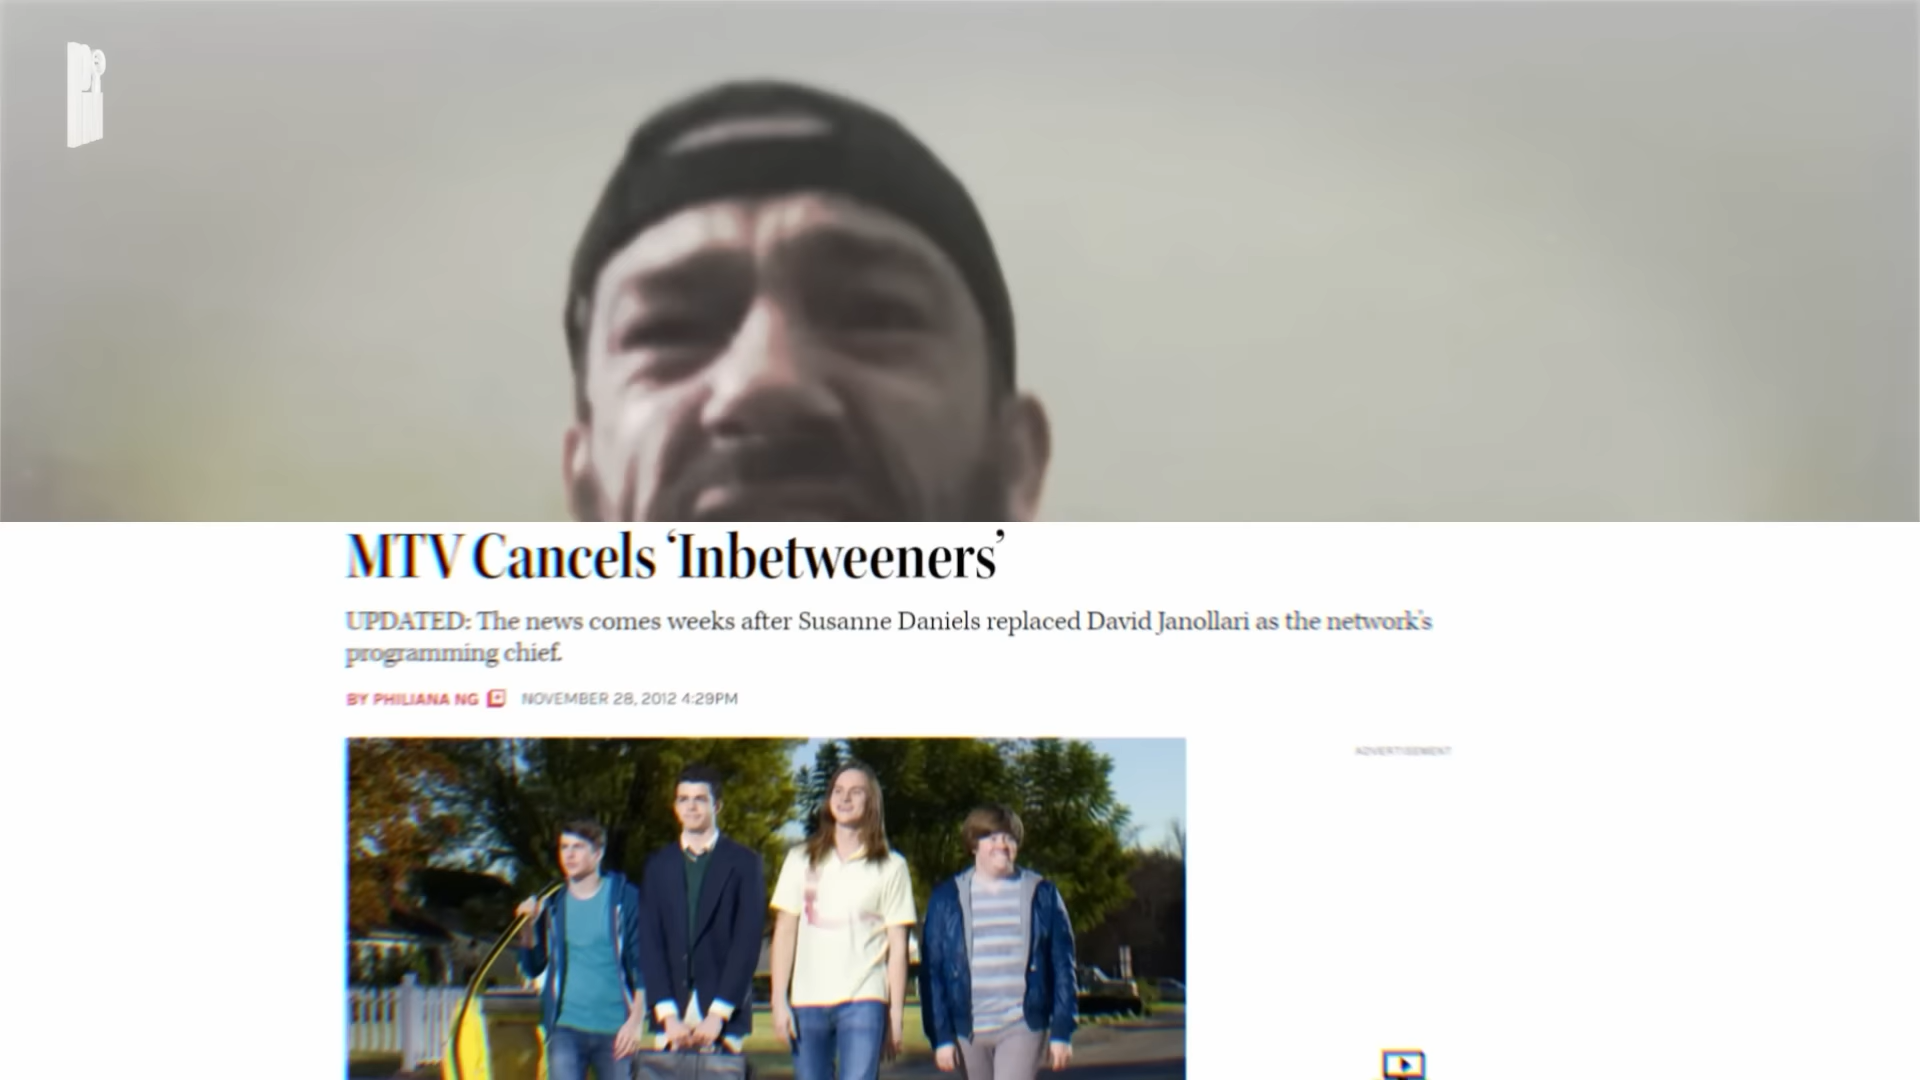 MTV Cancels ‘Inbetweeners’
UPDATED: The news comes weeks after Susanne Daniels replaced David Janollari as the network's
programming chief.
BY PHILIANA NG NOVEMBER 28, 2012 4:29PM
ADVERTISEMENT